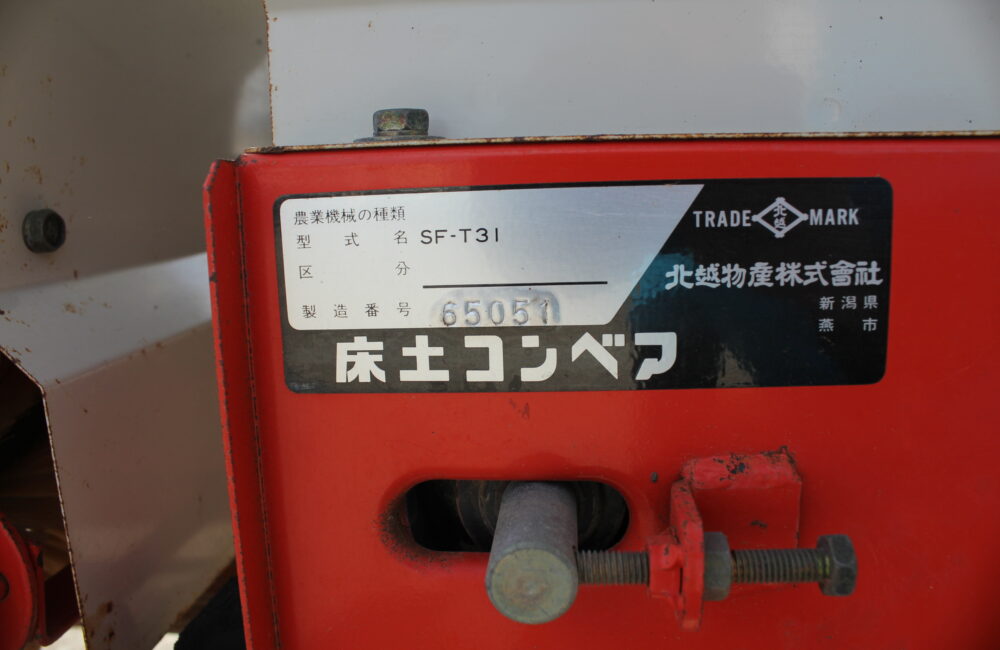 農業機械の種類
型式名 SF-T31
区分
製造番号 65051
床土コンベア
TRADE 北越 MARK
北越物産株式會社
新潟県
燕市